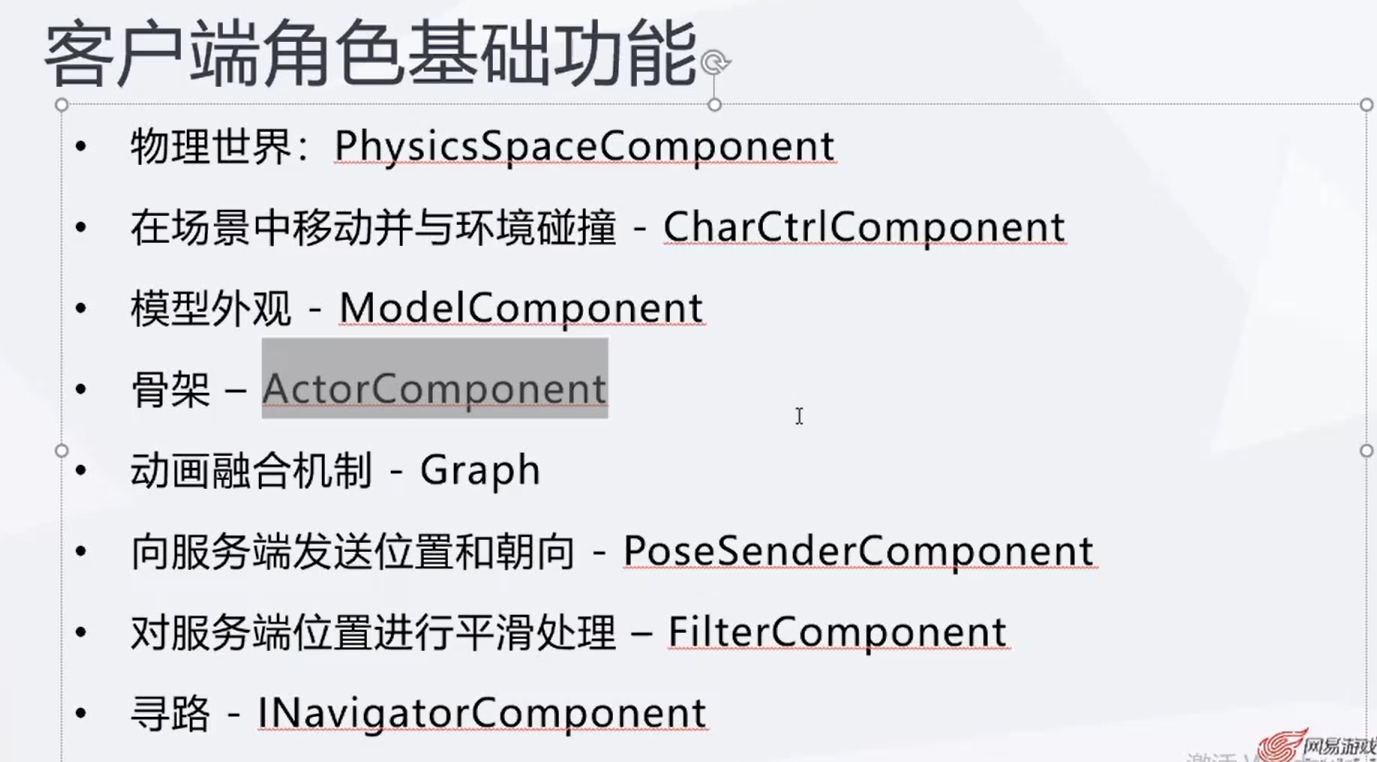 客户端角色基础功能
• 物理世界：PhysicsSpaceComponent
• 在场景中移动并与环境碰撞 - CharCtrlComponent
• 模型外观 - ModelComponent
• 骨架 – ActorComponent
• 动画融合机制 - Graph
• 向服务端发送位置和朝向 - PoseSenderComponent
• 对服务端位置进行平滑处理 – FilterComponent
• 寻路 - INavigatorComponent
网易游戏